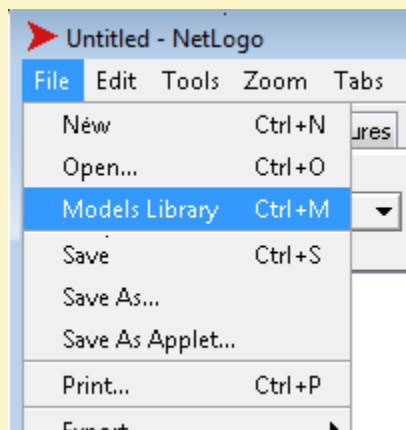 Untitled - NetLogo
File Edit Tools Zoom Tabs
New Ctrl+N
ures
Open... Ctrl+O
Models Library Ctrl+M
Save Ctrl+S
Save As...
Save As Applet...
Print... Ctrl+P